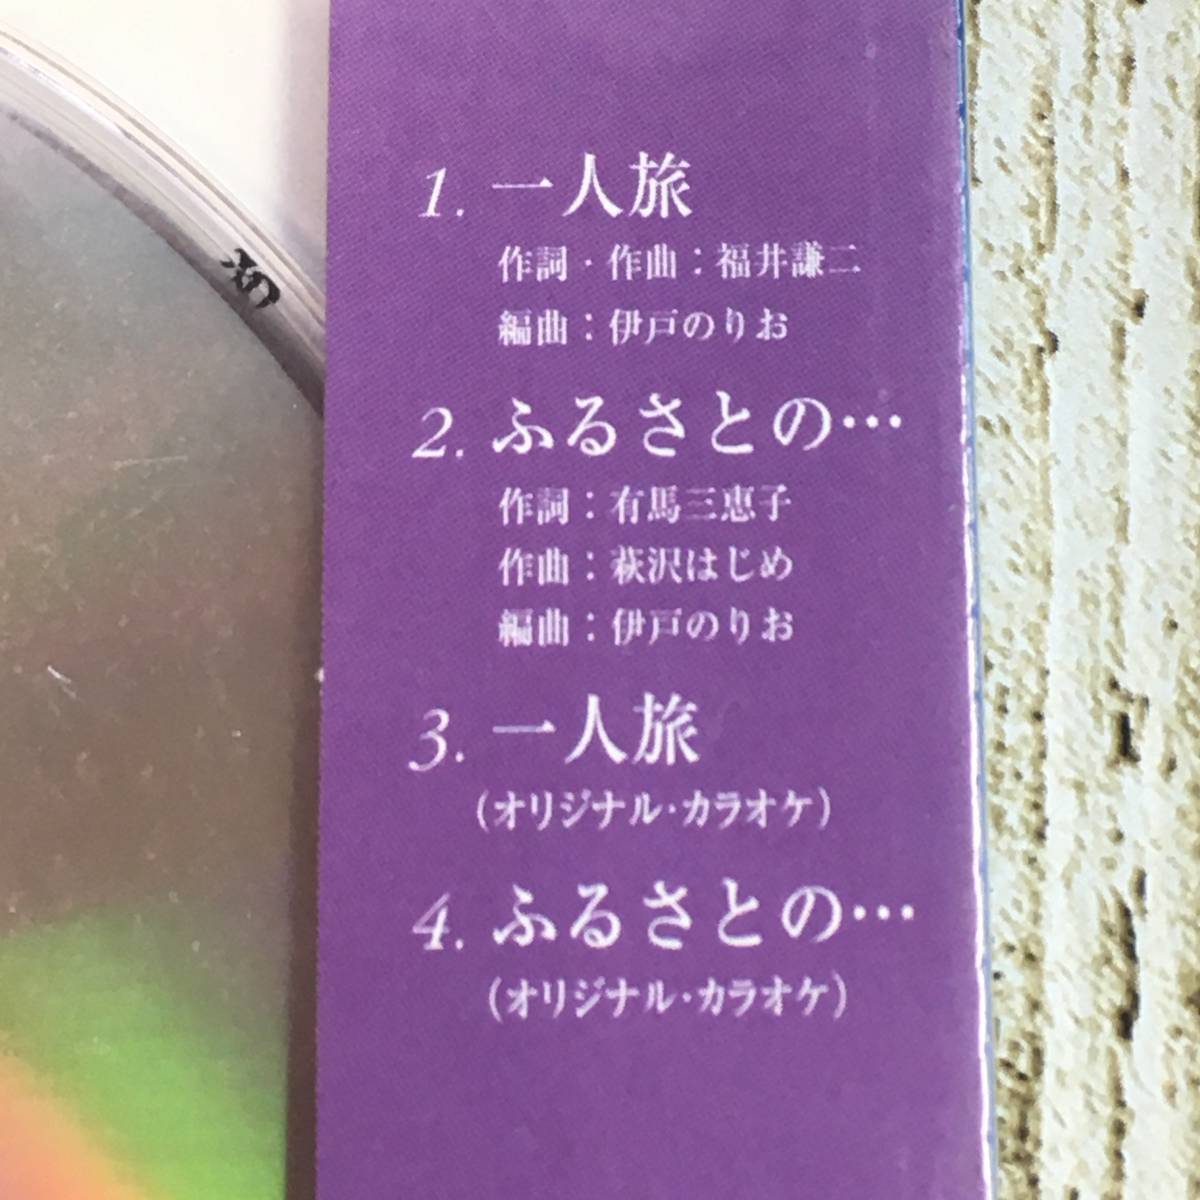 1. 一人旅
作詞・作曲：福井謙二
編曲：伊戸のりお
2. ふるさとの…
作詞：有馬三恵子
作曲：萩沢はじめ
編曲：伊戸のりお
3. 一人旅
(オリジナル・カラオケ)
4. ふるさとの…
(オリジナル・カラオケ)